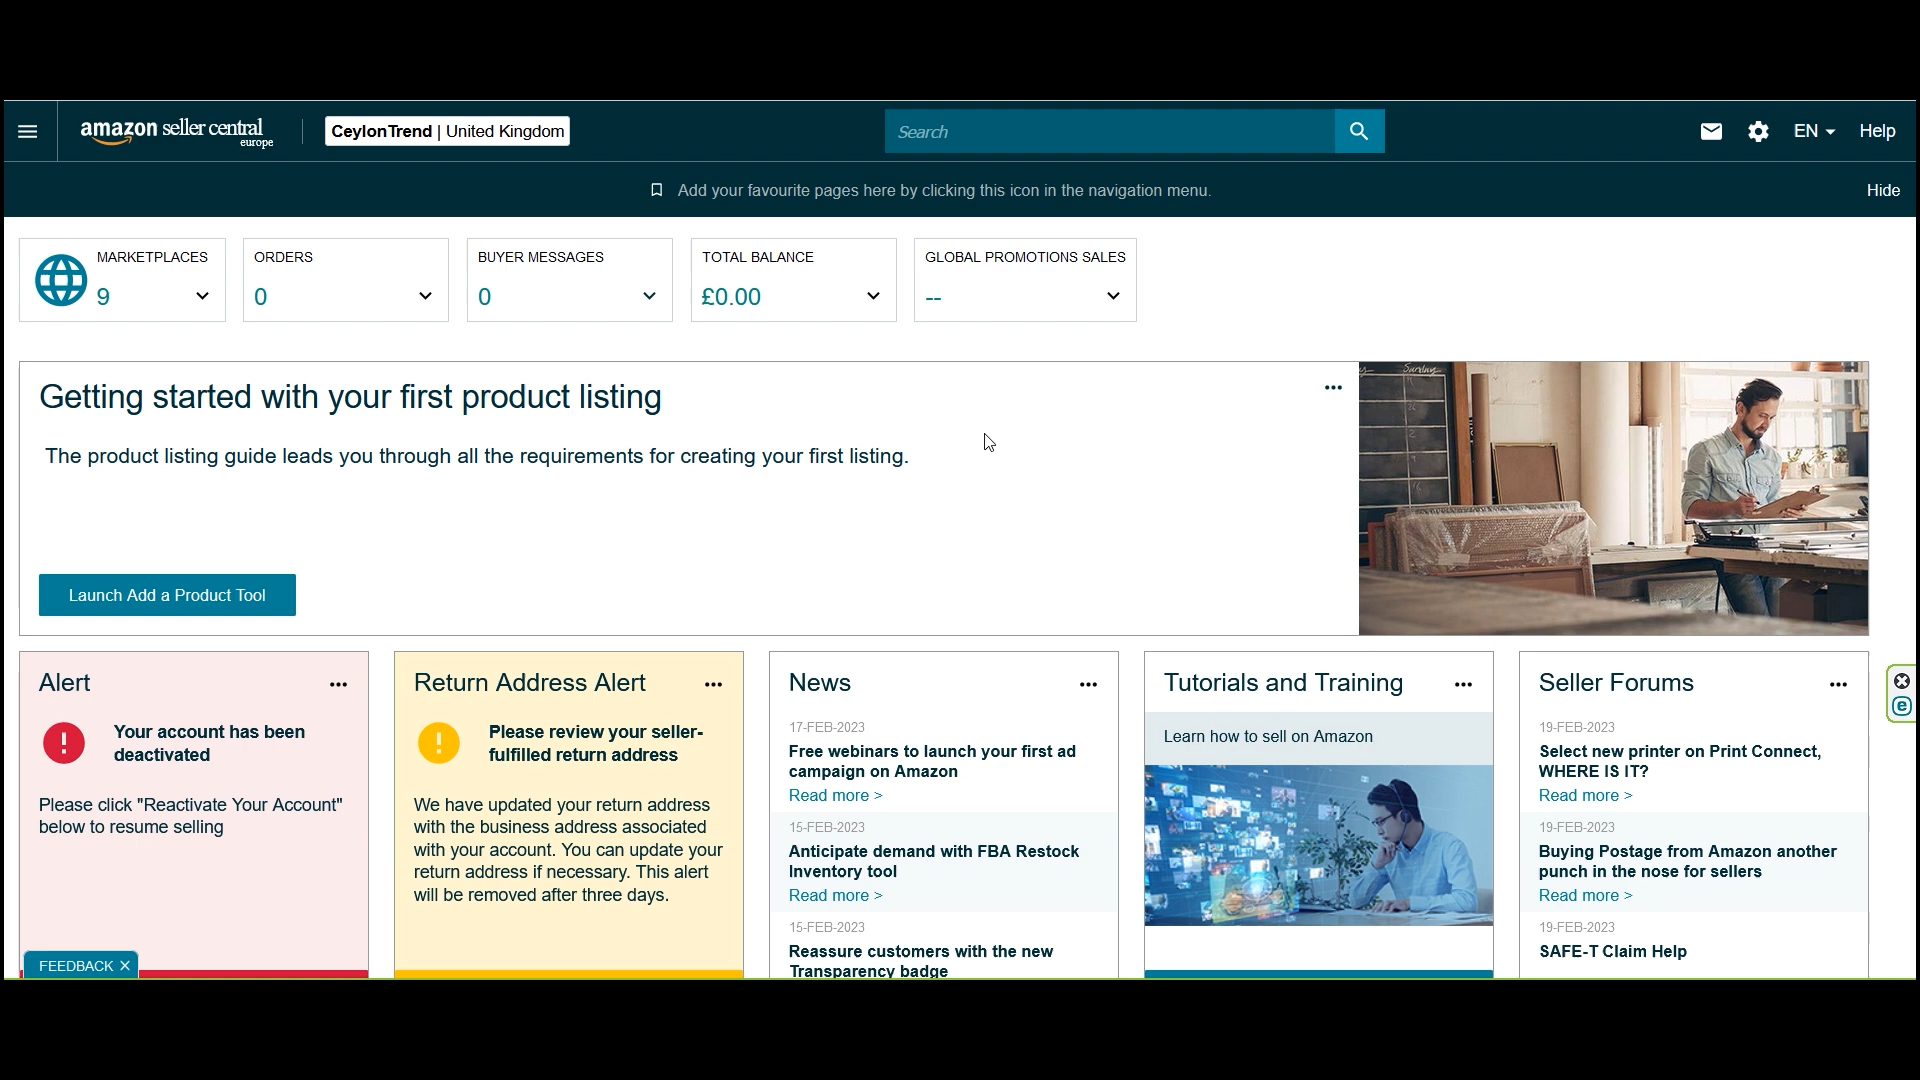 amazon seller central
europe
CeylonTrend | United Kingdom
Search
EN
Help
Add your favourite pages here by clicking this icon in the navigation menu.
Hide
MARKETPLACES
9
ORDERS
0
BUYER MESSAGES
0
TOTAL BALANCE
£0.00
GLOBAL PROMOTIONS SALES
--
Getting started with your first product listing
The product listing guide leads you through all the requirements for creating your first listing.
Launch Add a Product Tool
Sunday
Alert
Your account has been
deactivated
Please click "Reactivate Your Account"
below to resume selling
FEEDBACK
Return Address Alert
Please review your seller-
fulfilled return address
We have updated your return address
with the business address associated
with your account. You can update your
return address if necessary. This alert
will be removed after three days.
News
17-FEB-2023
Free webinars to launch your first ad
campaign on Amazon
Read more >
15-FEB-2023
Anticipate demand with FBA Restock
Inventory tool
Read more >
15-FEB-2023
Reassure customers with the new
Transparency badge
Tutorials and Training
Learn how to sell on Amazon
Seller Forums
19-FEB-2023
Select new printer on Print Connect,
WHERE IS IT?
Read more >
19-FEB-2023
Buying Postage from Amazon another
punch in the nose for sellers
Read more >
19-FEB-2023
SAFE-T Claim Help